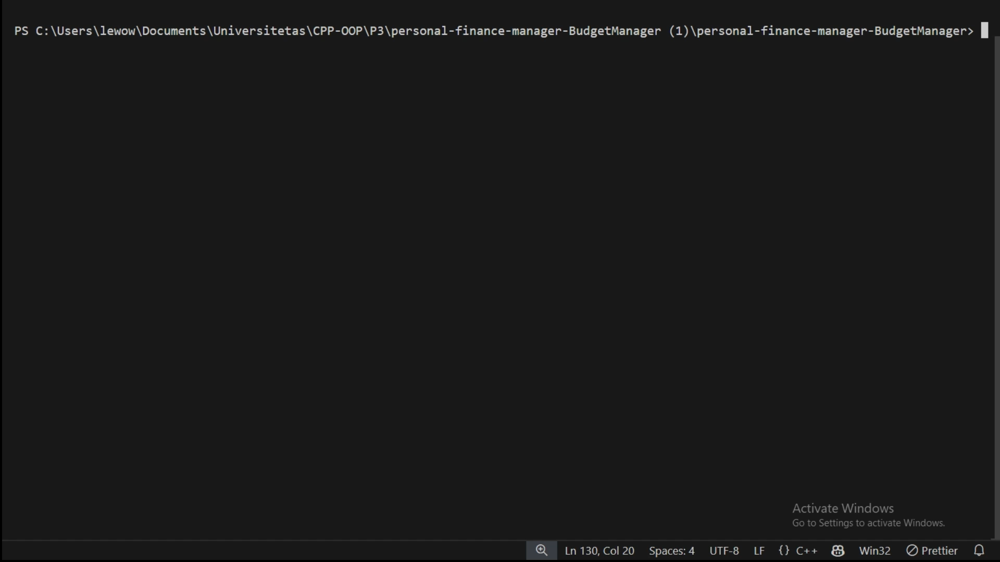 PS C:\Users\lewow\Documents\Universitetas\CPP-OOP\P3\personal-finance-manager-BudgetManager (1)\personal-finance-manager-BudgetManager>
Activate Windows
Go to Settings to activate Windows.
Ln 130, Col 20 Spaces: 4 UTF-8 LF {} C++ Win32 Prettier